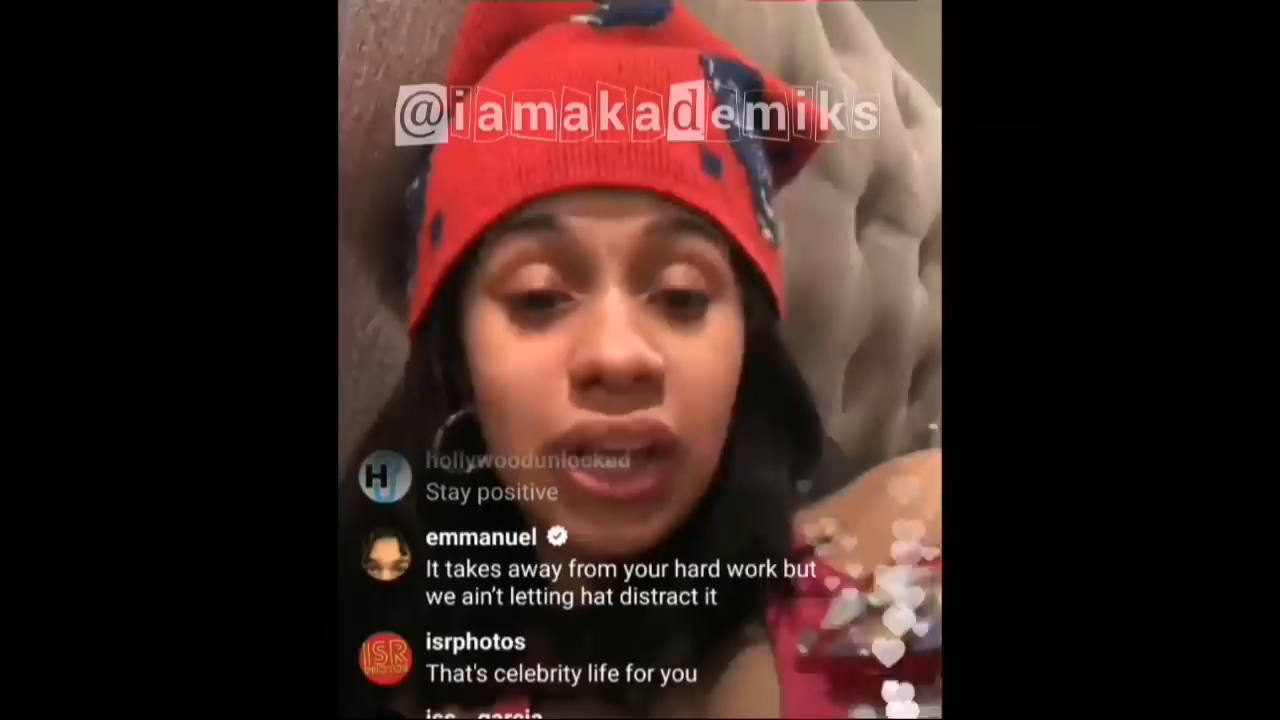 @iamakademiks
hollywoodunlocked
Stay positive
emmanuel
It takes away from your hard work but
we ain't letting hat distract it
isrphotos
That's celebrity life for you
iss__garcia